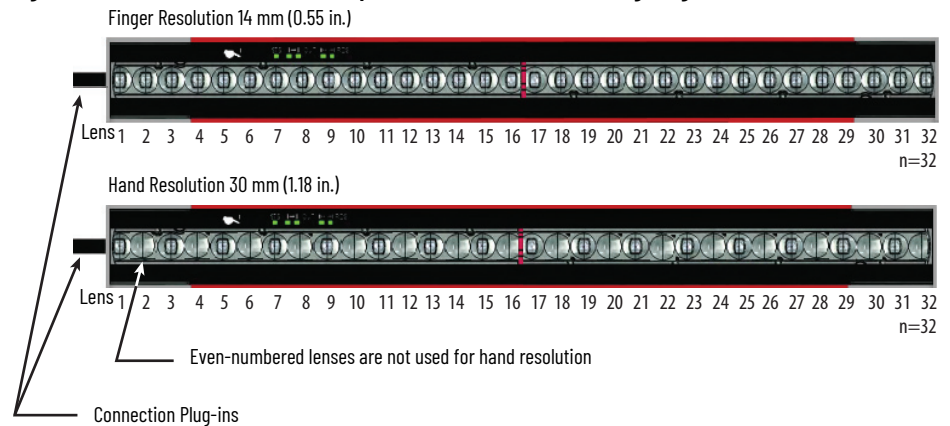 Finger Resolution 14 mm (0.55 in.)
Lens 1 2 3 4 5 6 7 8 9 10 11 12 13 14 15 16 17 18 19 20 21 22 23 24 25 26 27 28 29 30 31 32
n=32
Hand Resolution 30 mm (1.18 in.)
Lens 1 2 3 4 5 6 7 8 9 10 11 12 13 14 15 16 17 18 19 20 21 22 23 24 25 26 27 28 29 30 31 32
n=32
Even-numbered lenses are not used for hand resolution
Connection Plug-ins